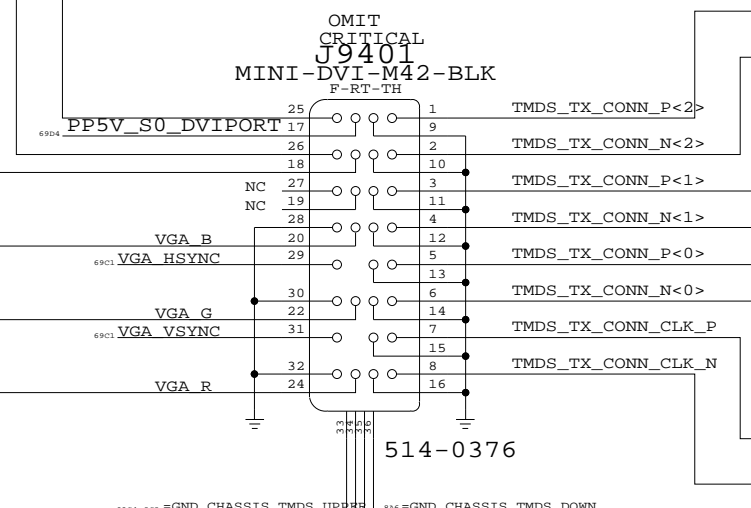 OMIT
CRITICAL
J9401
MINI-DVI-M42-BLK
F-RT-TH
25 1 TMDS_TX_CONN_P<2>
69D4 PP5V_S0_DVIPORT 17 9
26 2 TMDS_TX_CONN_N<2>
18 10
NC 27 3 TMDS_TX_CONN_P<1>
NC 19 11
28 4 TMDS_TX_CONN_N<1>
VGA_B 20 12
69C1 VGA_HSYNC 29 5 TMDS_TX_CONN_P<0>
13
30 6 TMDS_TX_CONN_N<0>
VGA_G 22 14
69C1 VGA_VSYNC 31 7 TMDS_TX_CONN_CLK_P
15
32 8 TMDS_TX_CONN_CLK_N
VGA_R 24 16
33 34 35 36
514-0376
=GND_CHASSIS_TMDS_UPPER =GND_CHASSIS_TMDS_DOWN